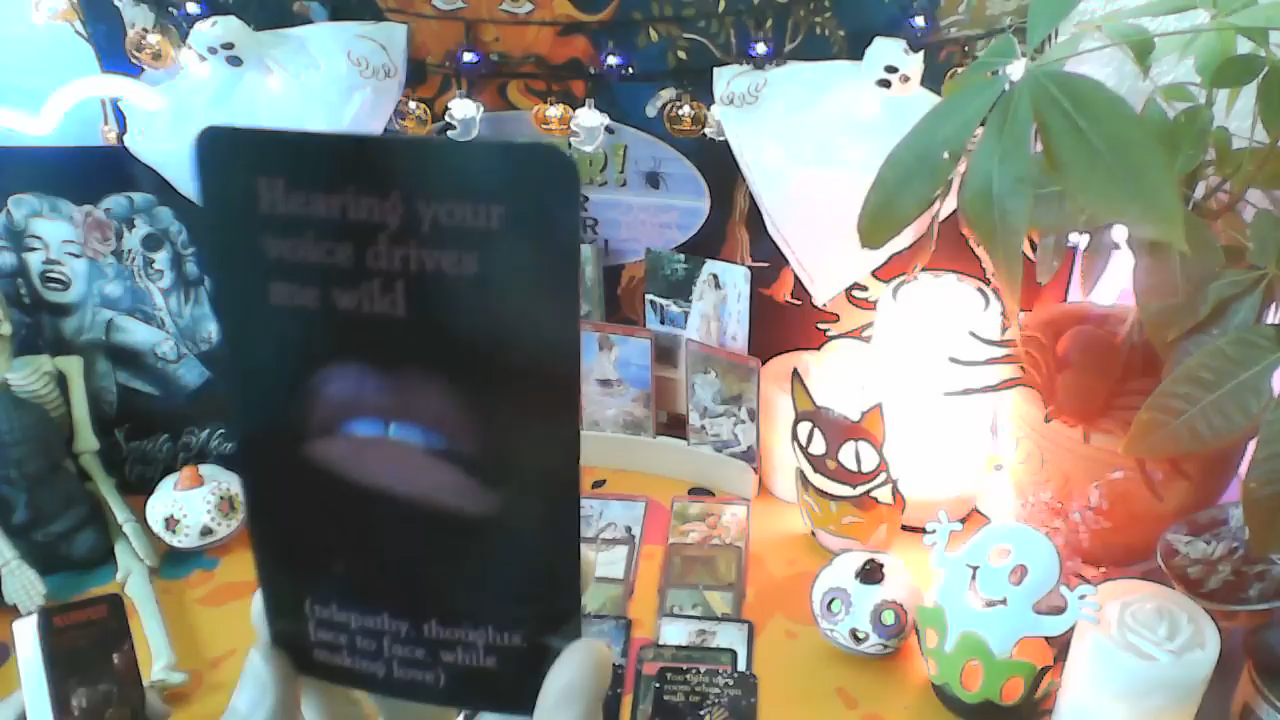 Hearing your
voice drives
me wild
(telepathy, thoughts,
face to face, while
making love)
R!
R
R
You light up a
room when you
walk in